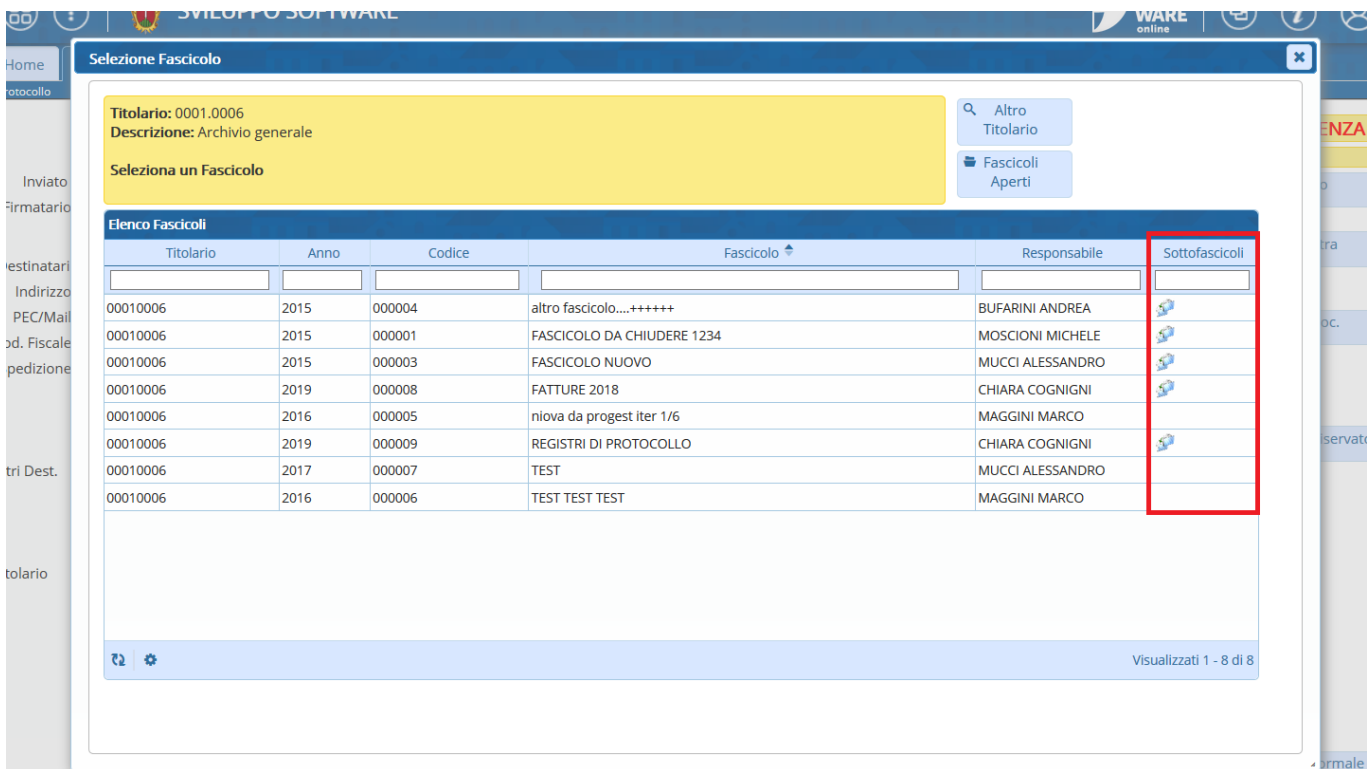 SVILUPPO SOFTWARE
WARE
online
Home
Selezione Fascicolo
otocollo
Titolario: 0001.0006
Descrizione: Archivio generale
Seleziona un Fascicolo
Altro
Titolario
Fascicoli
Aperti
ENZA
Inviato
Firmatario
Destinatari
Indirizzo
PEC/Mail
od. Fiscale
pedizione
tri Dest.
tolario
Elenco Fascicoli
Titolario Anno Codice Fascicolo Responsabile Sottofascicoli
00010006 2015 000004 altro fascicolo....++++++ BUFARINI ANDREA
00010006 2015 000001 FASCICOLO DA CHIUDERE 1234 MOSCIONI MICHELE
00010006 2015 000003 FASCICOLO NUOVO MUCCI ALESSANDRO
00010006 2019 000008 FATTURE 2018 CHIARA COGNIGNI
00010006 2016 000005 niova da progest iter 1/6 MAGGINI MARCO
00010006 2019 000009 REGISTRI DI PROTOCOLLO CHIARA COGNIGNI
00010006 2017 000007 TEST MUCCI ALESSANDRO
00010006 2016 000006 TEST TEST TEST MAGGINI MARCO
Visualizzati 1 - 8 di 8
tra
oc.
iservato
ormale